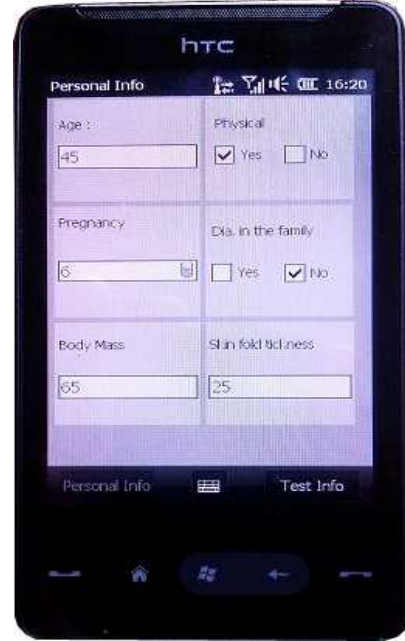 hTC
Personal Info 16:20
Age :
45
Physical
Yes No
Pregnancy
6
Dia. in the family
Yes No
Body Mass
65
Skin fold tickness
25
Personal Info Test Info